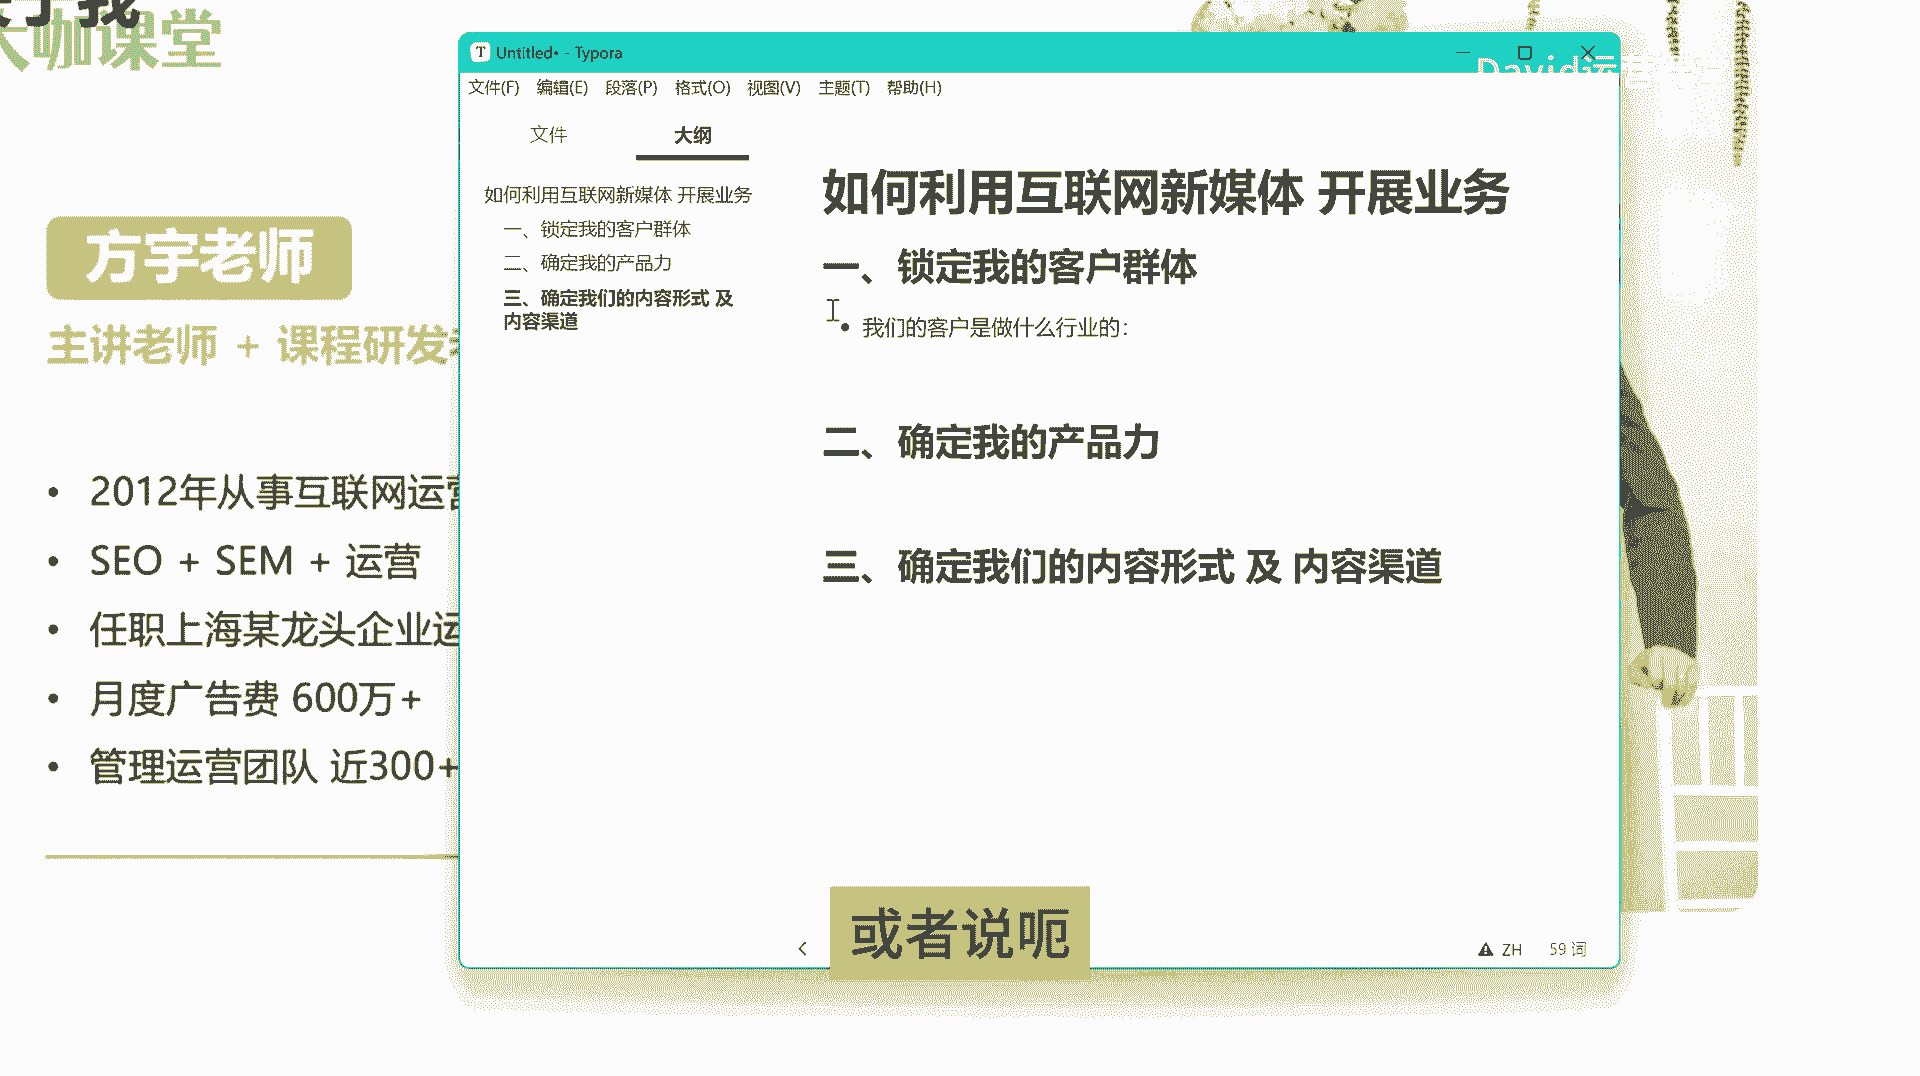 大咖课堂
方宇老师
主讲老师 + 课程研发
• 2012年从事互联网运营
• SEO + SEM + 运营
• 任职上海某龙头企业运
• 月度广告费 600万+
• 管理运营团队 近300+
Untitled• - Typora
David运
文件(F) 编辑(E) 段落(P) 格式(O) 视图(V) 主题(T) 帮助(H)
文件 大纲
如何利用互联网新媒体 开展业务
一、锁定我的客户群体
二、确定我的产品力
三、确定我们的内容形式 及
内容渠道
如何利用互联网新媒体 开展业务
一、锁定我的客户群体
• 我们的客户是做什么行业的：
二、确定我的产品力
三、确定我们的内容形式 及 内容渠道
或者说呃
ZH 59 词